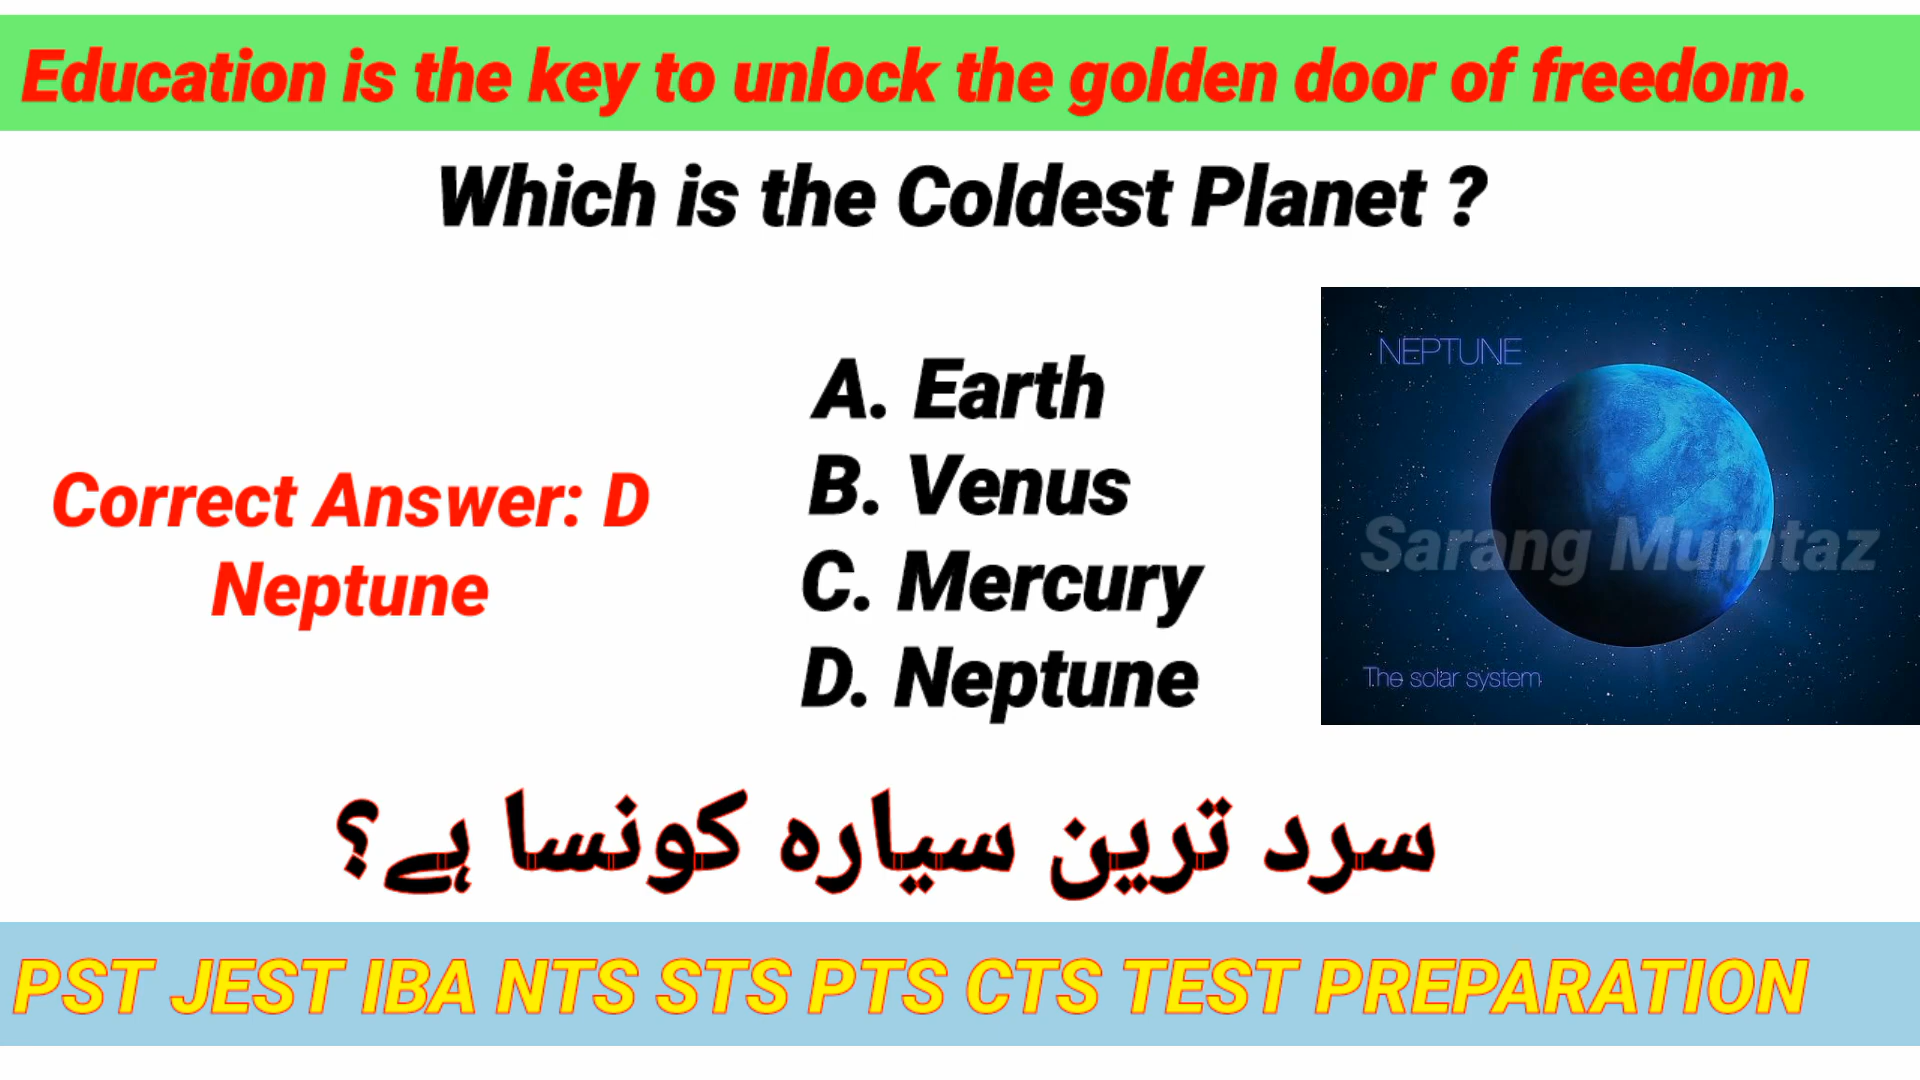 Education is the key to unlock the golden door of freedom.
Which is the Coldest Planet ?
A. Earth
B. Venus
C. Mercury
D. Neptune
Correct Answer: D
Neptune
NEPTUNE
Sarang Mumtaz
The solar system
سرد ترین سیارہ کونسا ہے؟
PST JEST IBA NTS STS PTS CTS TEST PREPARATION